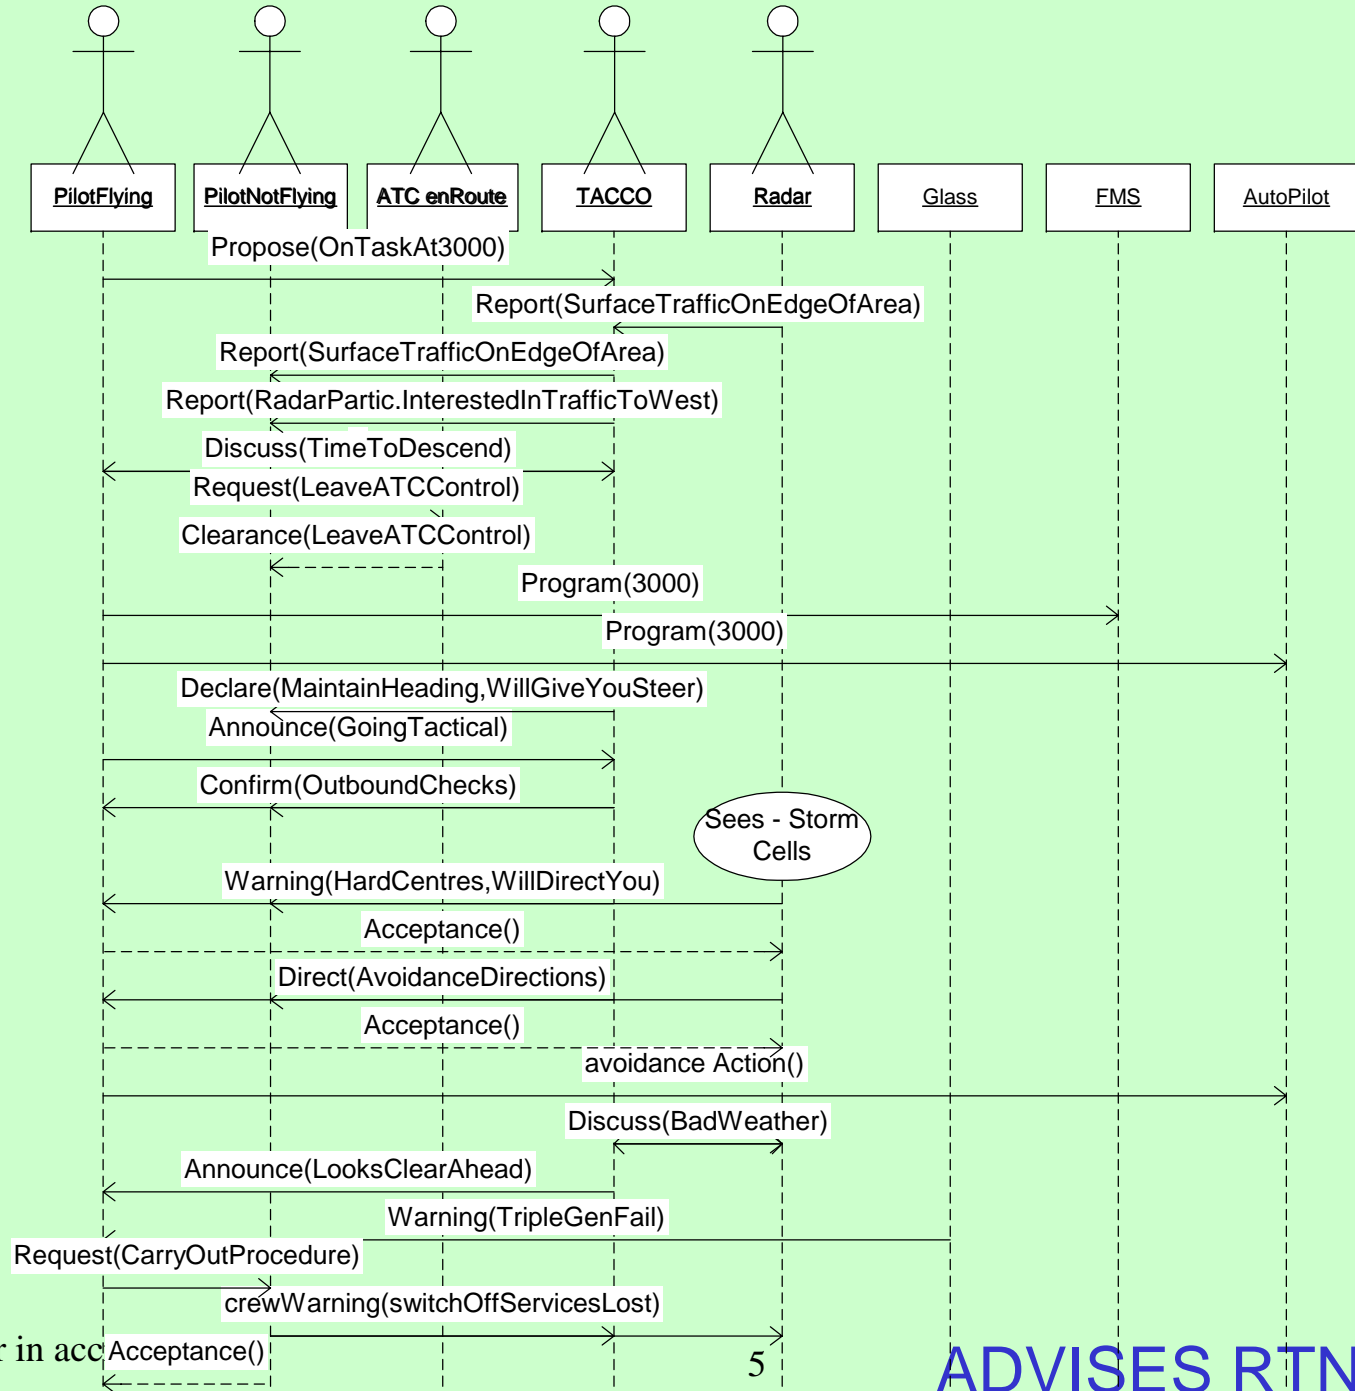 PilotFlying PilotNotFlying ATC enRoute TACCO Radar Glass FMS AutoPilot
Propose(OnTaskAt3000)
Report(SurfaceTrafficOnEdgeOfArea)
Report(SurfaceTrafficOnEdgeOfArea)
Report(RadarPartic.InterestedInTrafficToWest)
Discuss(TimeToDescend)
Request(LeaveATCControl)
Clearance(LeaveATCControl)
Program(3000)
Program(3000)
Declare(MaintainHeading,WillGiveYouSteer)
Announce(GoingTactical)
Confirm(OutboundChecks)
Sees - Storm
Cells
Warning(HardCentres,WillDirectYou)
Acceptance()
Direct(AvoidanceDirections)
Acceptance()
avoidance Action()
Discuss(BadWeather)
Announce(LooksClearAhead)
Warning(TripleGenFail)
Request(CarryOutProcedure)
crewWarning(switchOffServicesLost)
r in acc
Acceptance()
5
ADVISES RTN